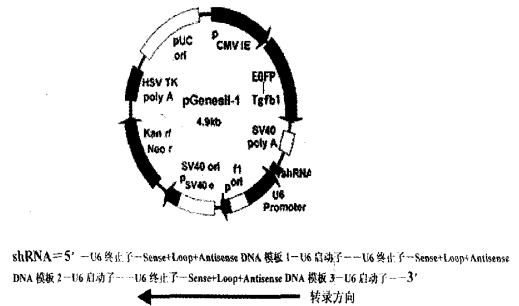 P
CMV IE
pUC
ori
EGFP
Tgfb1
HSV TK
poly A
pGenesil-1
4.9kb
SV40
poly A
Kan r/
Neo r
shRNA
SV40 ori
P SV40 e
f1
ori
p
U6
Promotor
shRNA=5' —U6 终止子—Sense+Loop+Antisense DNA 模板 1—U6 启动子——U6 终止子—Sense+Loop+Antisense
DNA 模板 2—U6 启动子——U6 终止子—Sense+Loop+Antisense DNA 模板 3—U6 启动子——3'
转录方向